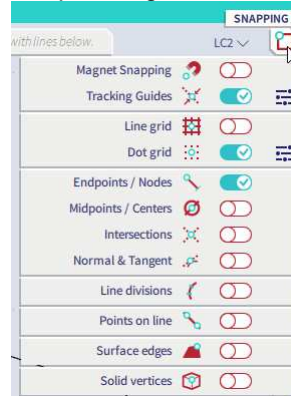 SNAPPING
with lines below.
LC2
Magnet Snapping
Tracking Guides
Line grid
Dot grid
Endpoints / Nodes
Midpoints / Centers
Intersections
Normal & Tangent
Line divisions
Points on line
Surface edges
Solid vertices